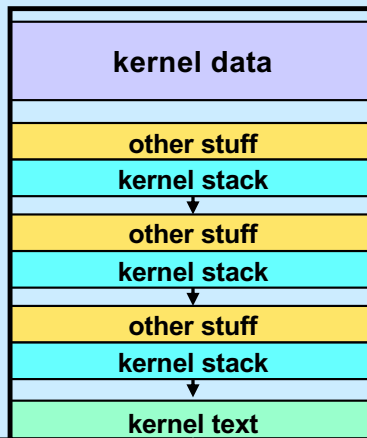 kernel data
other stuff
kernel stack
other stuff
kernel stack
other stuff
kernel stack
kernel text